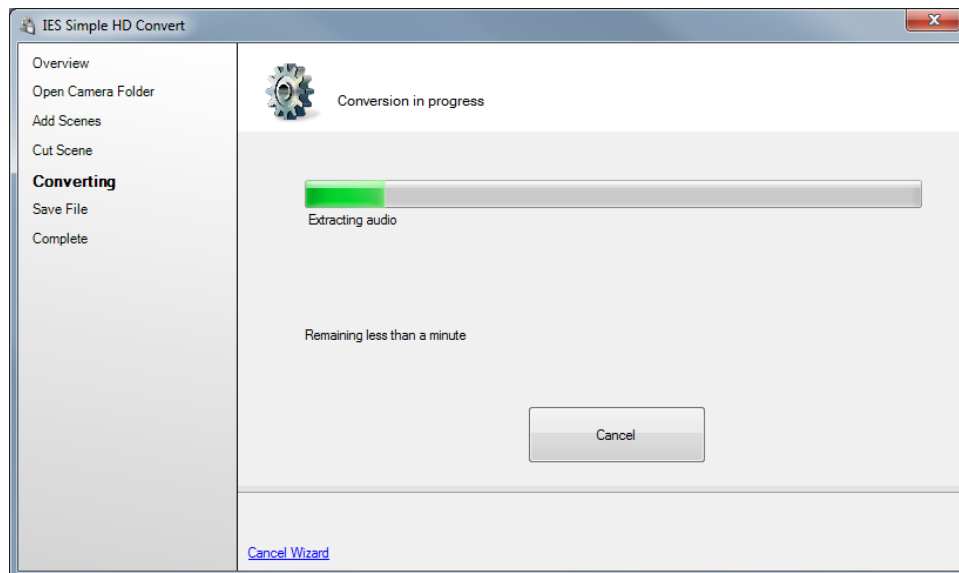 IES Simple HD Convert
Overview
Open Camera Folder
Add Scenes
Cut Scene
Converting
Save File
Complete
Conversion in progress
Extracting audio
Remaining less than a minute
Cancel
Cancel Wizard